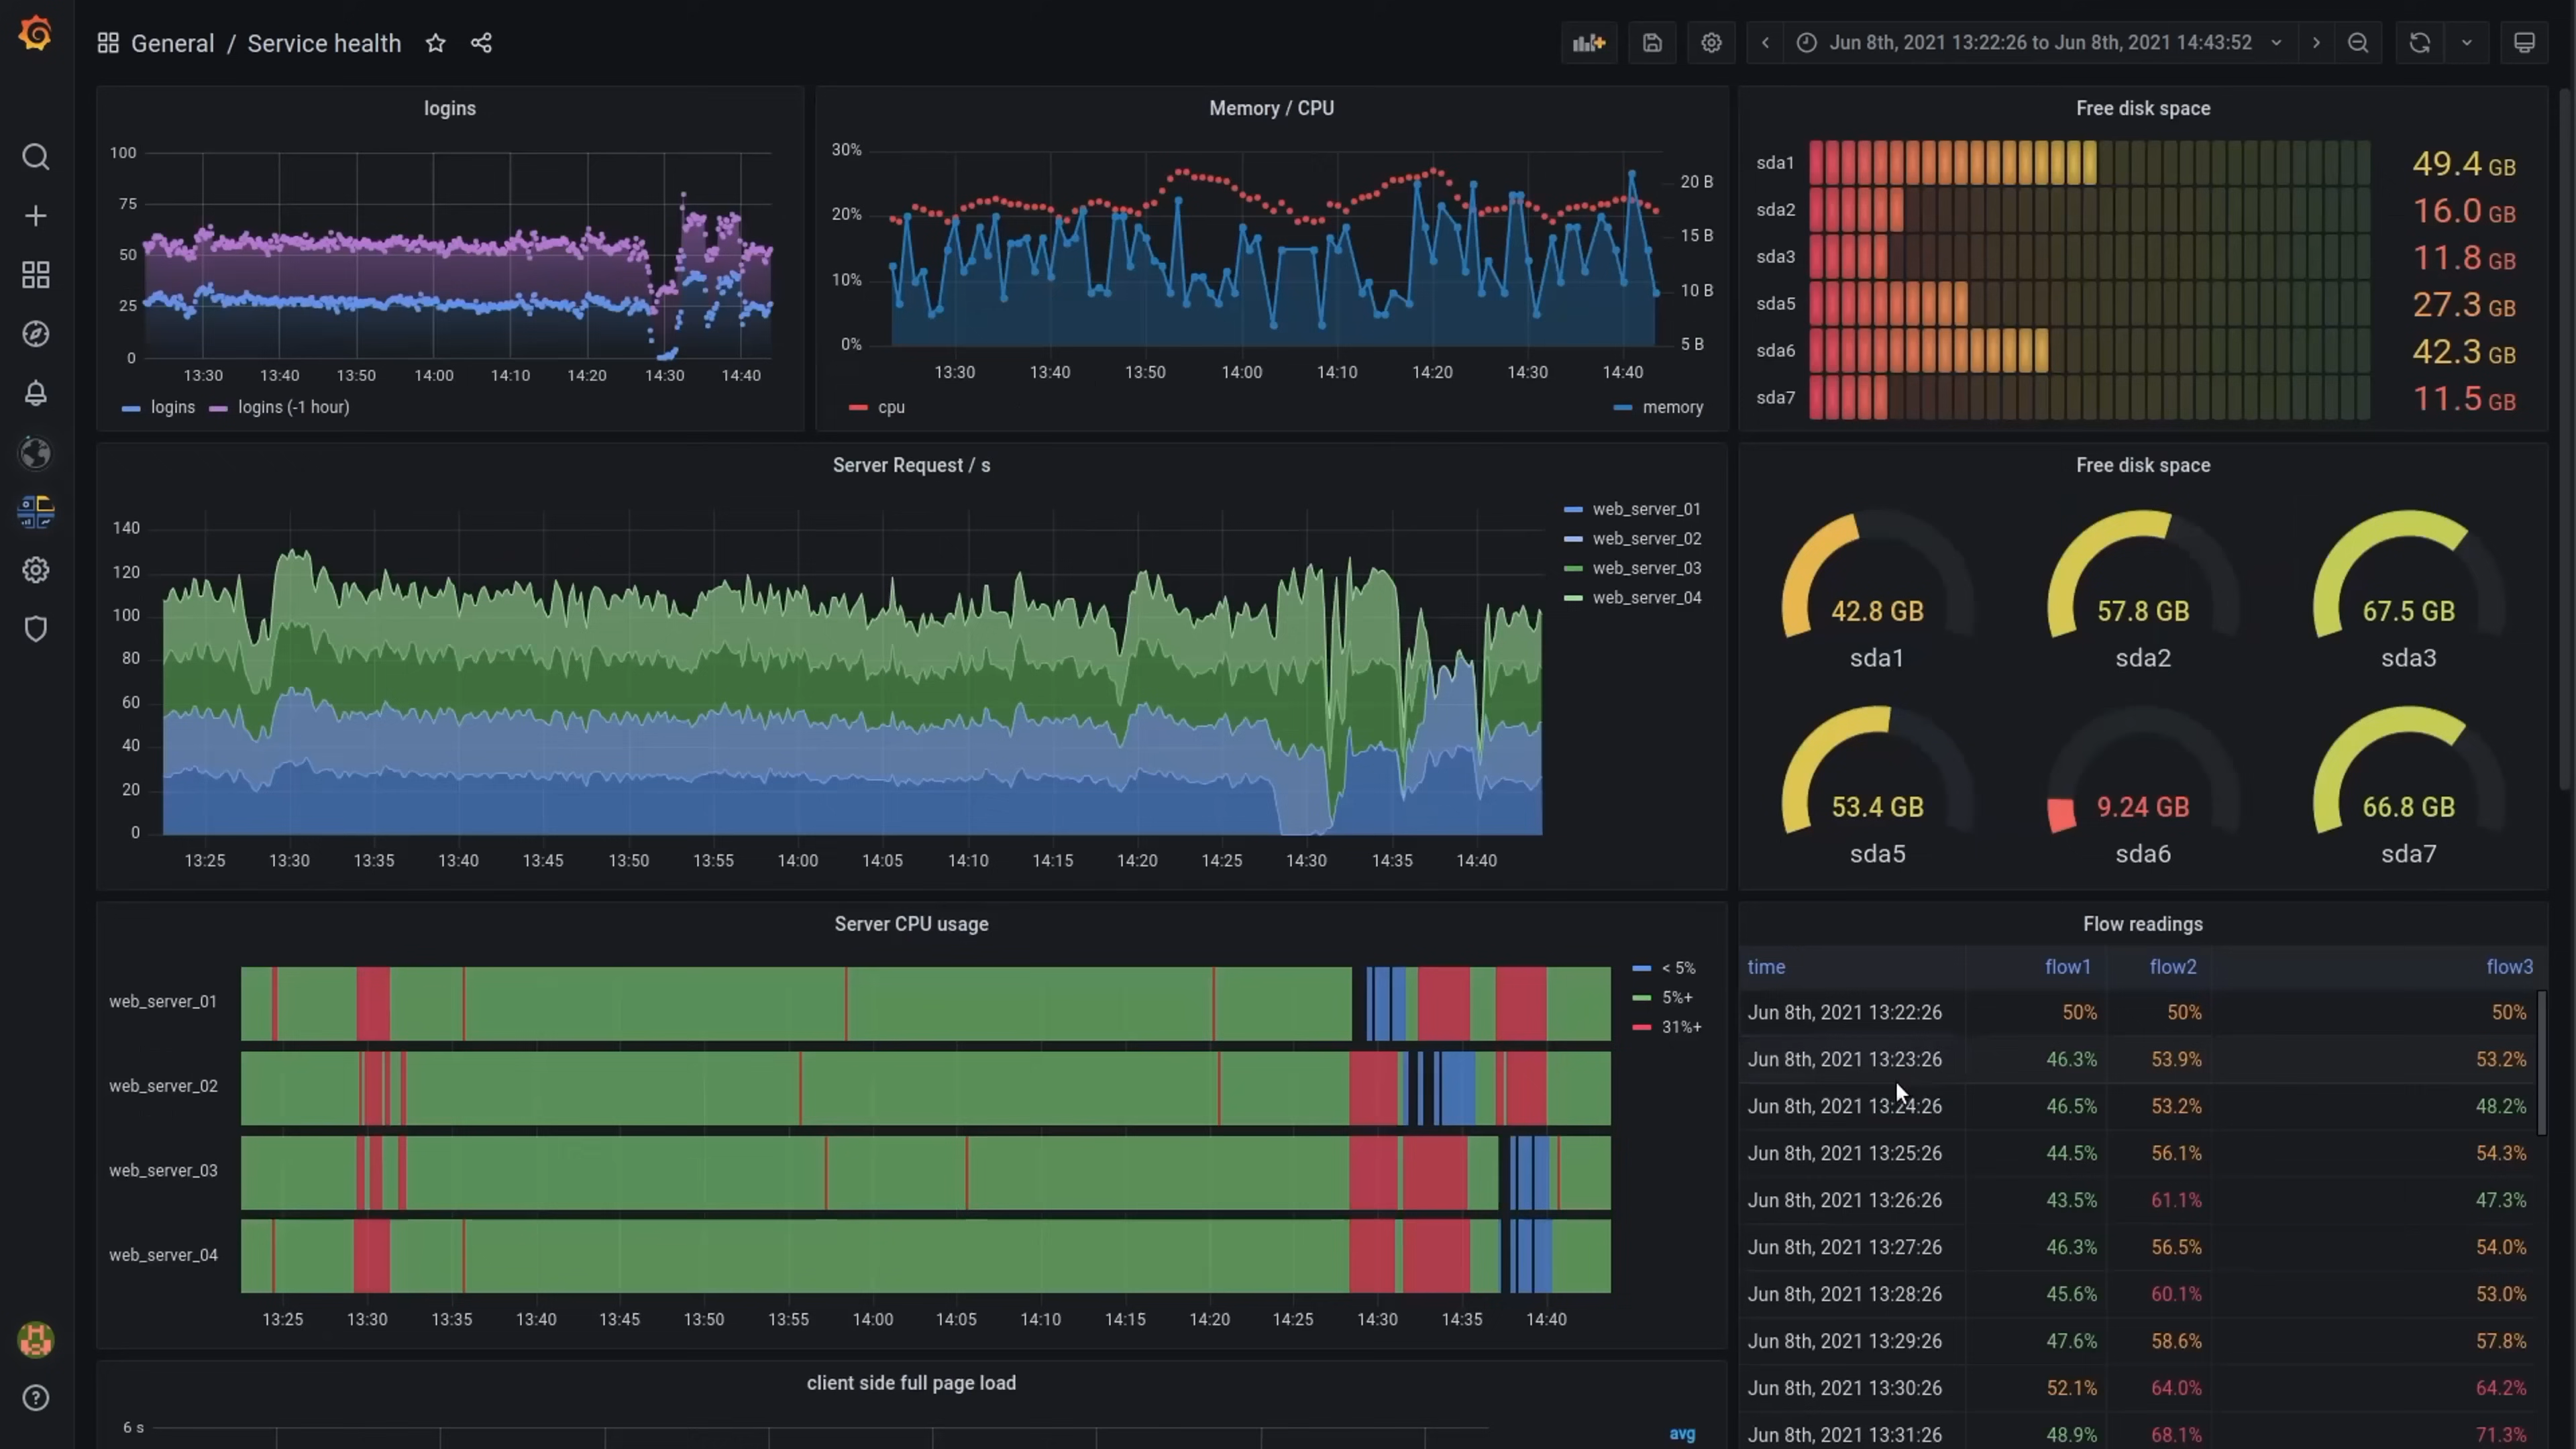 General / Service health
Jun 8th, 2021 13:22:26 to Jun 8th, 2021 14:43:52
logins
100
75
50
25
0
13:30 13:40 13:50 14:00 14:10 14:20 14:30 14:40
logins logins (-1 hour)
Memory / CPU
30%
20%
10%
0%
20 B
15 B
10 B
5 B
13:30 13:40 13:50 14:00 14:10 14:20 14:30 14:40
cpu memory
Free disk space
sda1 49.4 GB
sda2 16.0 GB
sda3 11.8 GB
sda5 27.3 GB
sda6 42.3 GB
sda7 11.5 GB
Server Request / s
140
120
100
80
60
40
20
0
13:25 13:30 13:35 13:40 13:45 13:50 13:55 14:00 14:05 14:10 14:15 14:20 14:25 14:30 14:35 14:40
web_server_01
web_server_02
web_server_03
web_server_04
Free disk space
42.8 GB 57.8 GB 67.5 GB
sda1 sda2 sda3
53.4 GB 9.24 GB 66.8 GB
sda5 sda6 sda7
Server CPU usage
web_server_01
web_server_02
web_server_03
web_server_04
< 5%
5%+
31%+
13:25 13:30 13:35 13:40 13:45 13:50 13:55 14:00 14:05 14:10 14:15 14:20 14:25 14:30 14:35 14:40
Flow readings
time flow1 flow2 flow3
Jun 8th, 2021 13:22:26 50% 50% 50%
Jun 8th, 2021 13:23:26 46.3% 53.9% 53.2%
Jun 8th, 2021 13:24:26 46.5% 53.2% 48.2%
Jun 8th, 2021 13:25:26 44.5% 56.1% 54.3%
Jun 8th, 2021 13:26:26 43.5% 61.1% 47.3%
Jun 8th, 2021 13:27:26 46.3% 56.5% 54.0%
Jun 8th, 2021 13:28:26 45.6% 60.1% 53.0%
Jun 8th, 2021 13:29:26 47.6% 58.6% 57.8%
Jun 8th, 2021 13:30:26 52.1% 64.0% 64.2%
Jun 8th, 2021 13:31:26 48.9% 68.1% 71.3%
client side full page load
6 s
avg